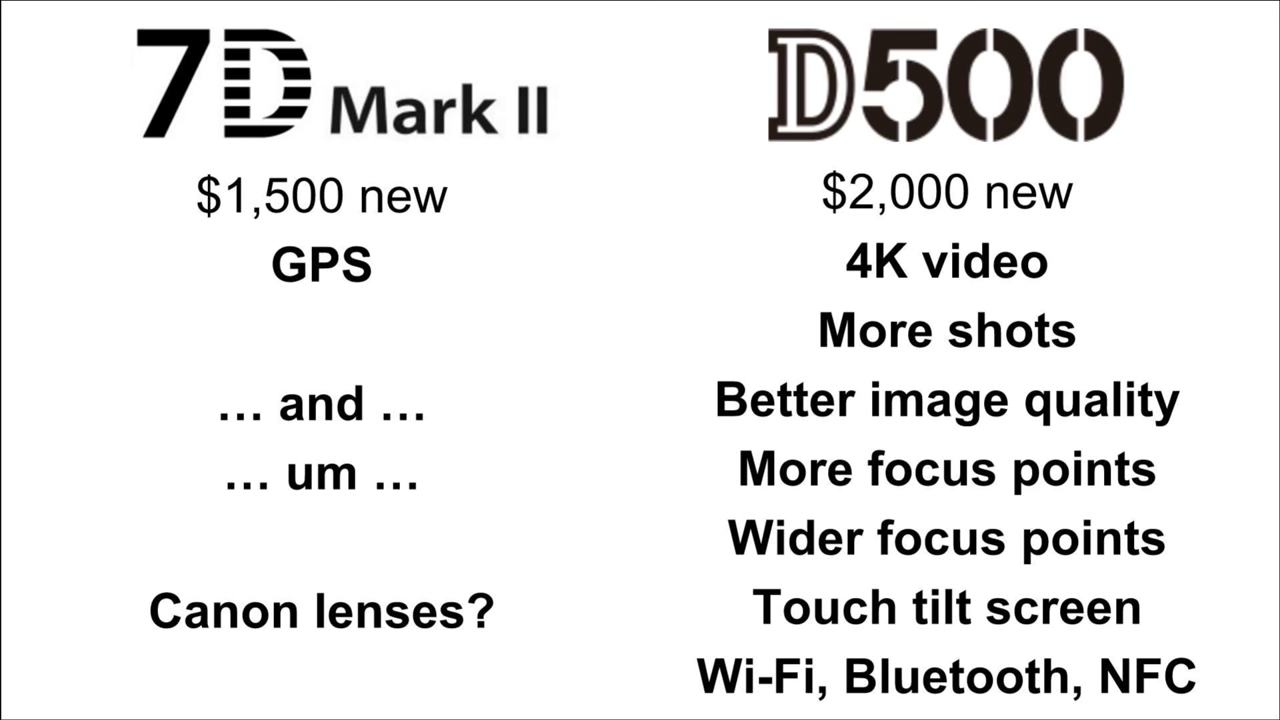 7D Mark II
$1,500 new
GPS
… and …
… um …
Canon lenses?
D500
$2,000 new
4K video
More shots
Better image quality
More focus points
Wider focus points
Touch tilt screen
Wi-Fi, Bluetooth, NFC